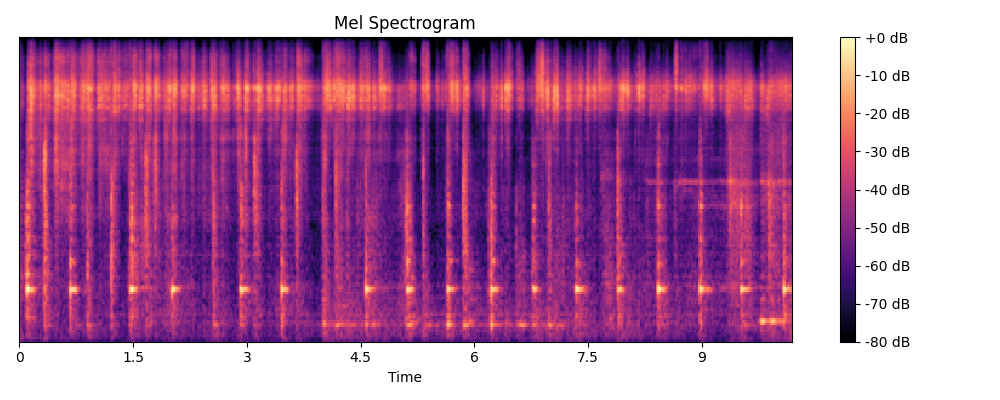 Mel Spectrogram
+0 dB
-10 dB
-20 dB
-30 dB
-40 dB
-50 dB
-60 dB
-70 dB
-80 dB
0 1.5 3 4.5 6 7.5 9
Time